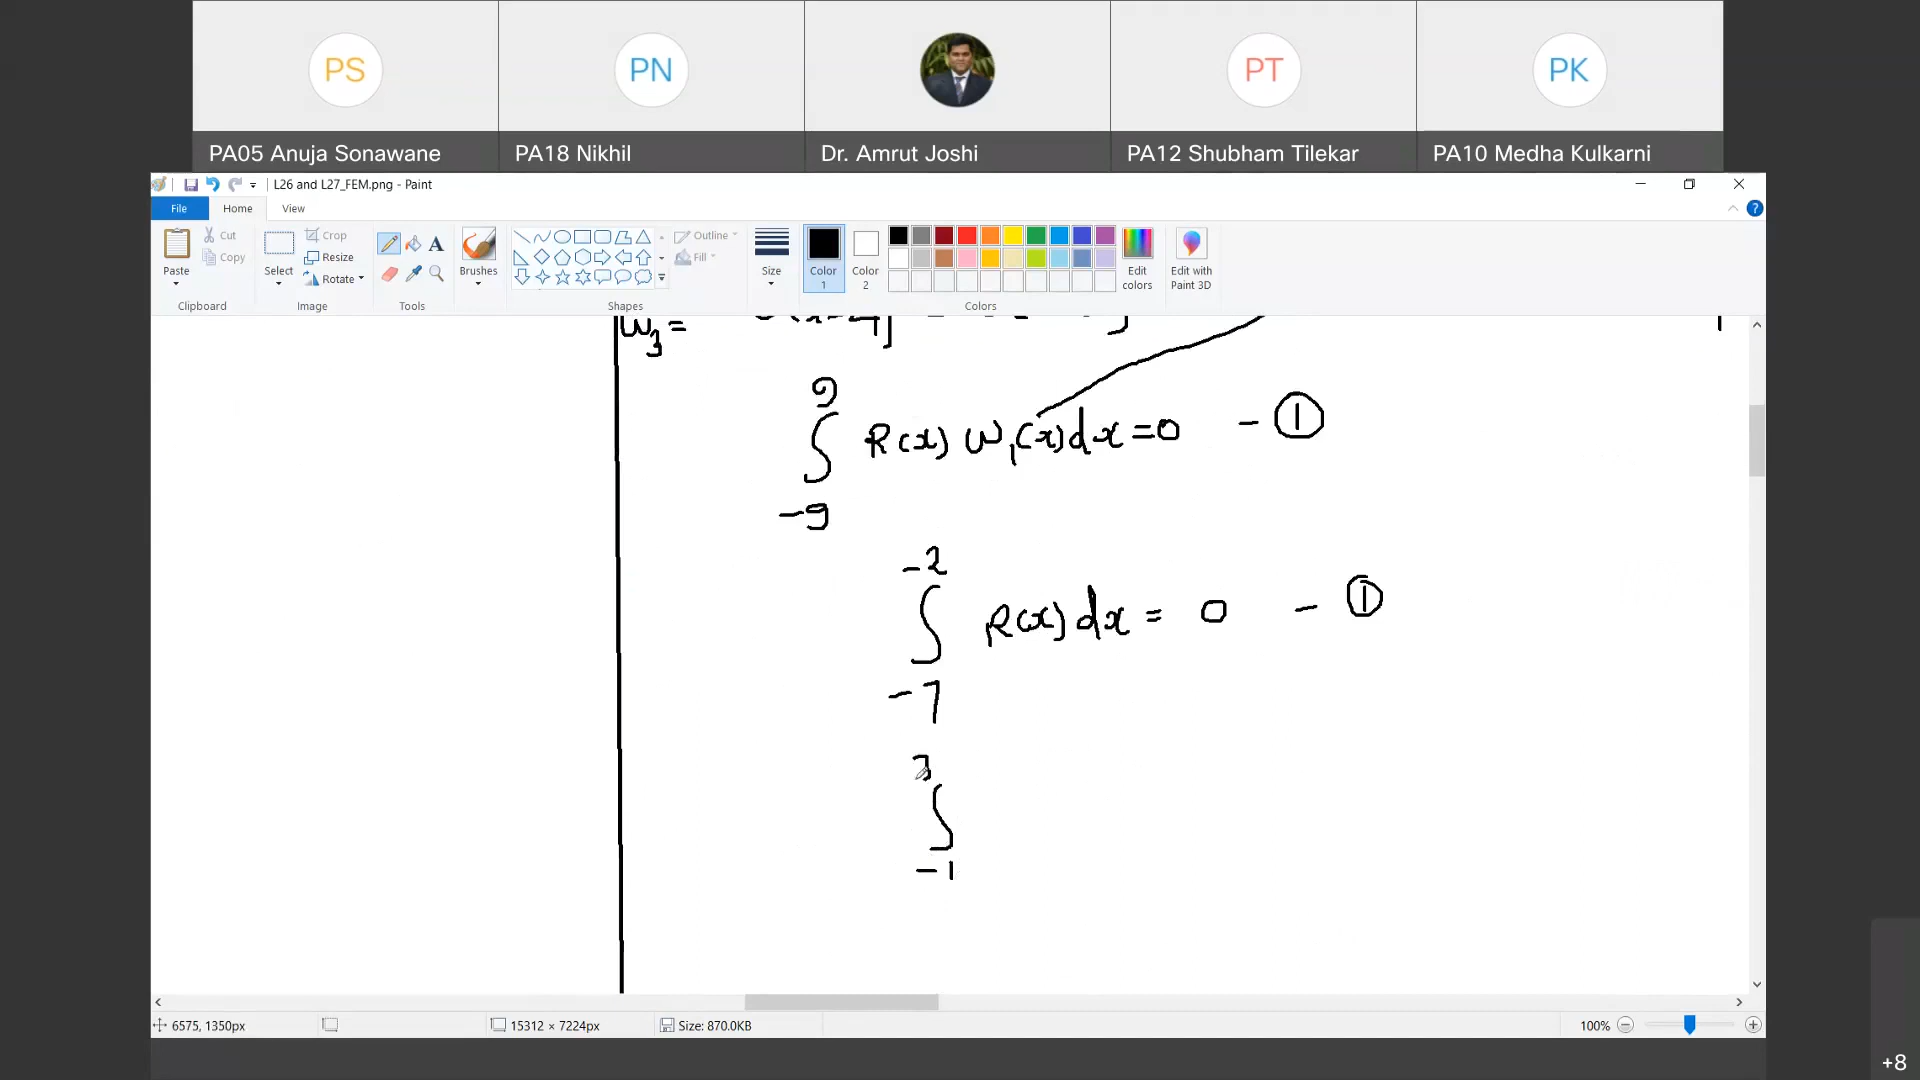 PS PN PT PK
PA05 Anuja Sonawane PA18 Nikhil Dr. Amrut Joshi PA12 Shubham Tilekar PA10 Medha Kulkarni
L26 and L27_FEM.png - Paint
File Home View
Paste Cut Copy Select Crop Resize Rotate A Brushes Outline Fill Size Color 1 Color 2 Edit colors Edit with Paint 3D
Clipboard Image Tools Shapes Colors
W3 =
∫_{-9}^{9} R(x) W1(x) dx = 0 - ①
∫_{-7}^{-2} R(x) dx = 0 - ①
∫_{-1}^{3}
6575, 1350px 15312 × 7224px Size: 870.0KB 100%
+8